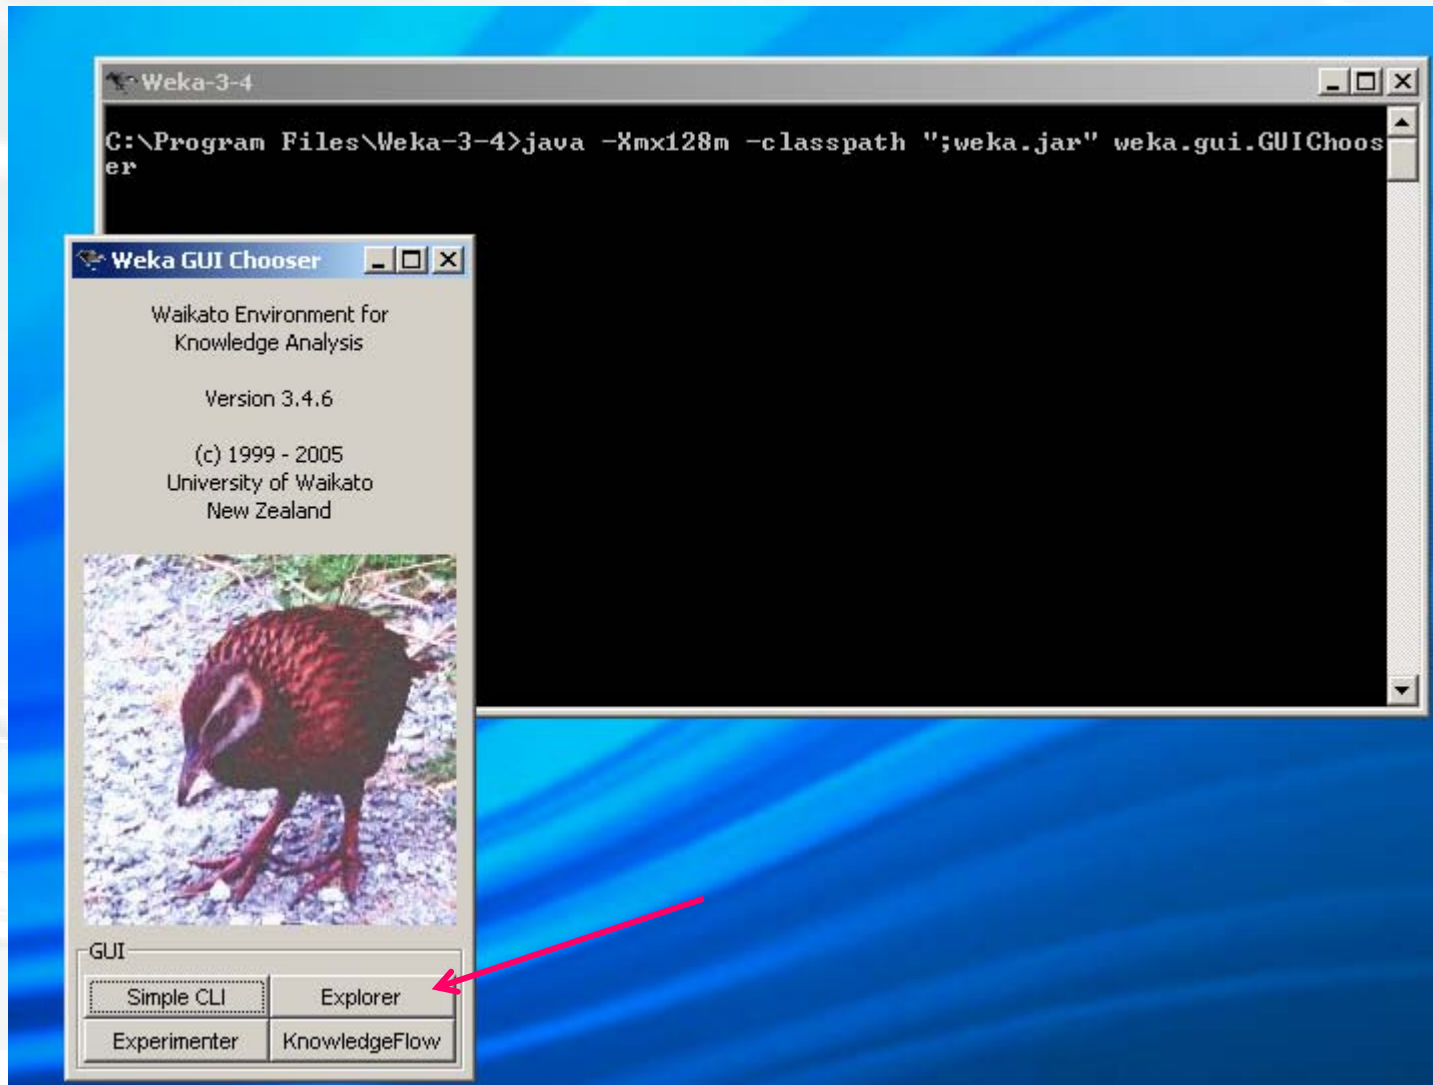 Weka-3-4
C:\Program Files\Weka-3-4>java -Xmx128m -classpath ";weka.jar" weka.gui.GUIChoos
er
Weka GUI Chooser
Waikato Environment for
Knowledge Analysis
Version 3.4.6
(c) 1999 - 2005
University of Waikato
New Zealand
GUI
Simple CLI
Explorer
Experimenter
KnowledgeFlow